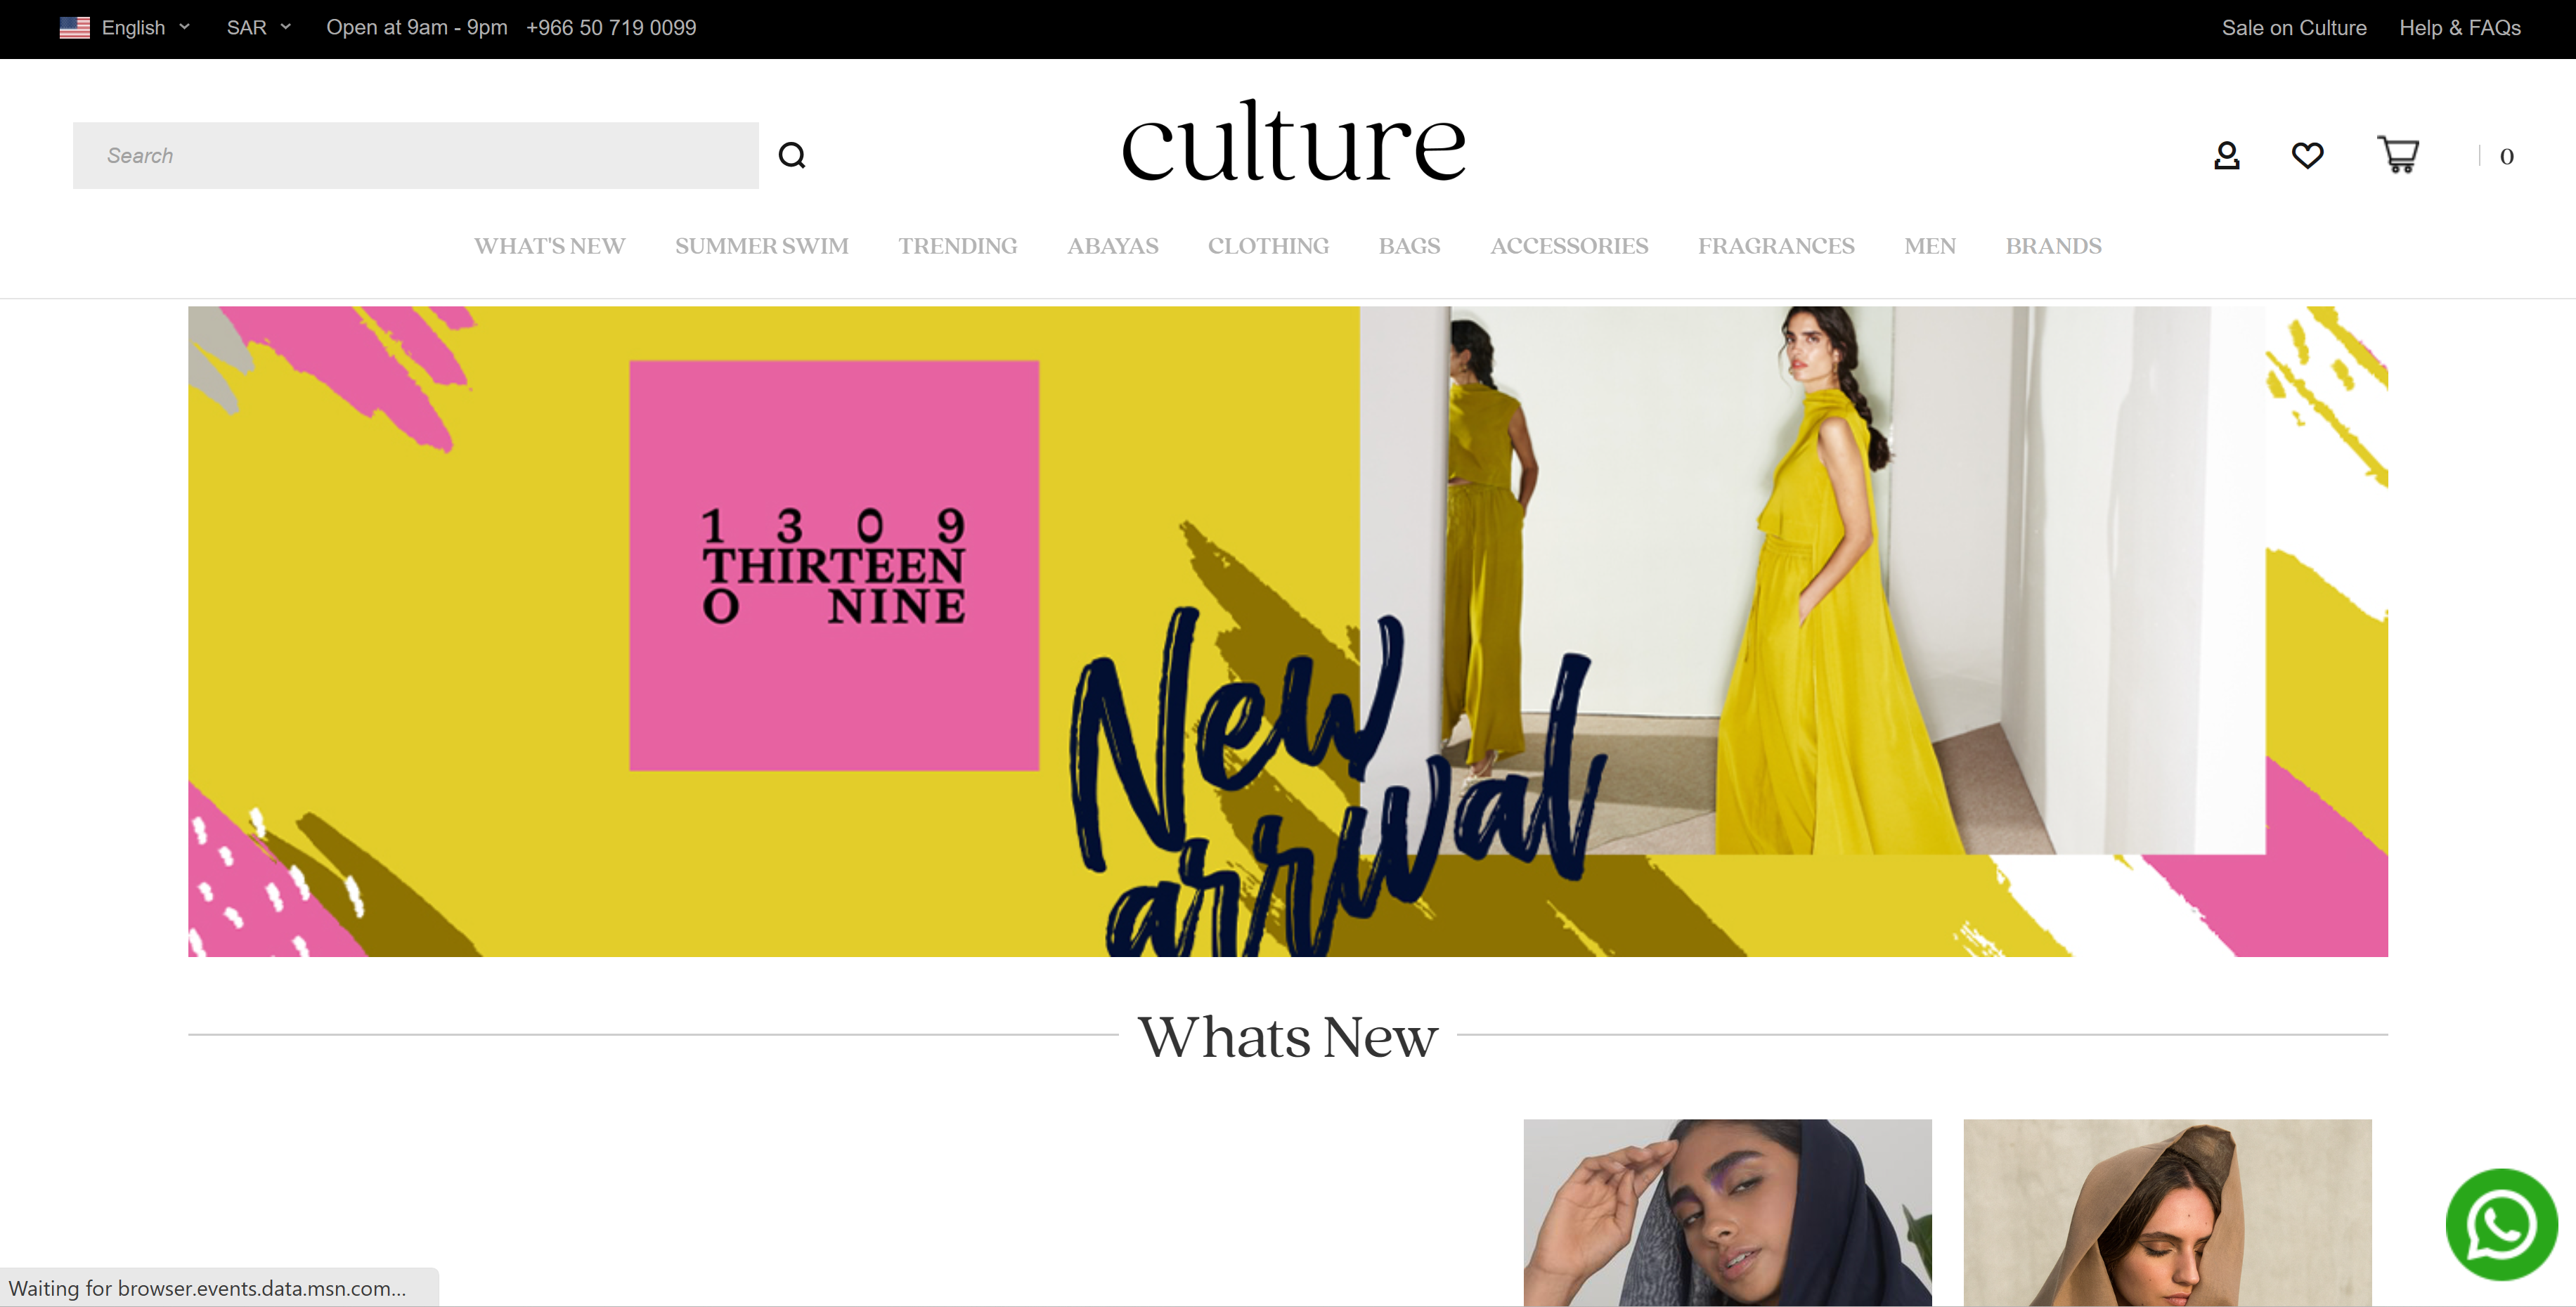 English
SAR
Open at 9am - 9pm
+966 50 719 0099
Sale on Culture
Help & FAQs
Search
culture
0
WHAT'S NEW
SUMMER SWIM
TRENDING
ABAYAS
CLOTHING
BAGS
ACCESSORIES
FRAGRANCES
MEN
BRANDS
1 3 0 9
THIRTEEN
O NINE
New
arrival
Whats New
Waiting for browser.events.data.msn.com...